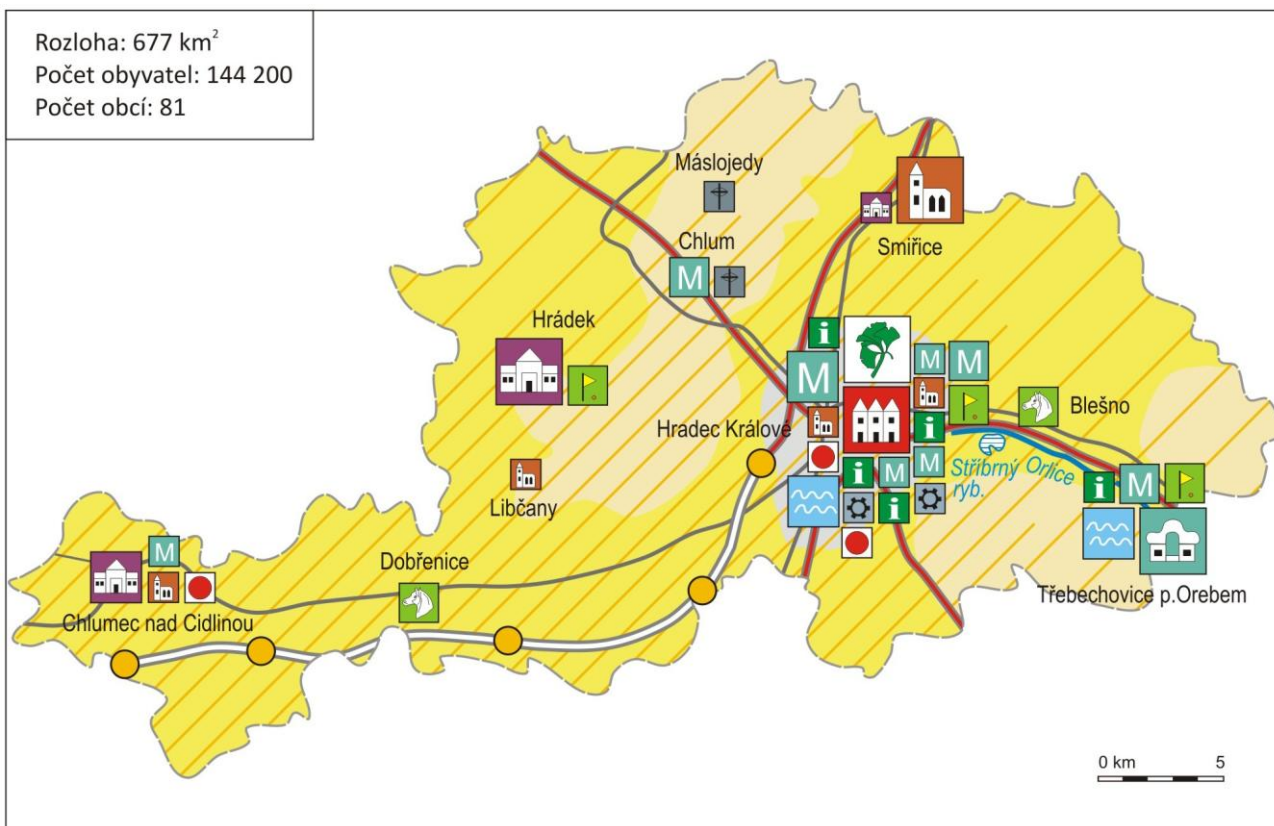 Rozloha: 677 km²
Počet obyvatel: 144 200
Počet obcí: 81
Máslojedy
Chlum
M
Smiřice
Hrádek
i
M
M
M
Blešno
Hradec Králové
i
Stříbrný
ryb.
Orlice
i
M
M
i
i
M
Libčany
Třebechovice p.Orebem
M
Chlumec nad Cidlinou
Dobřenice
0 km 5